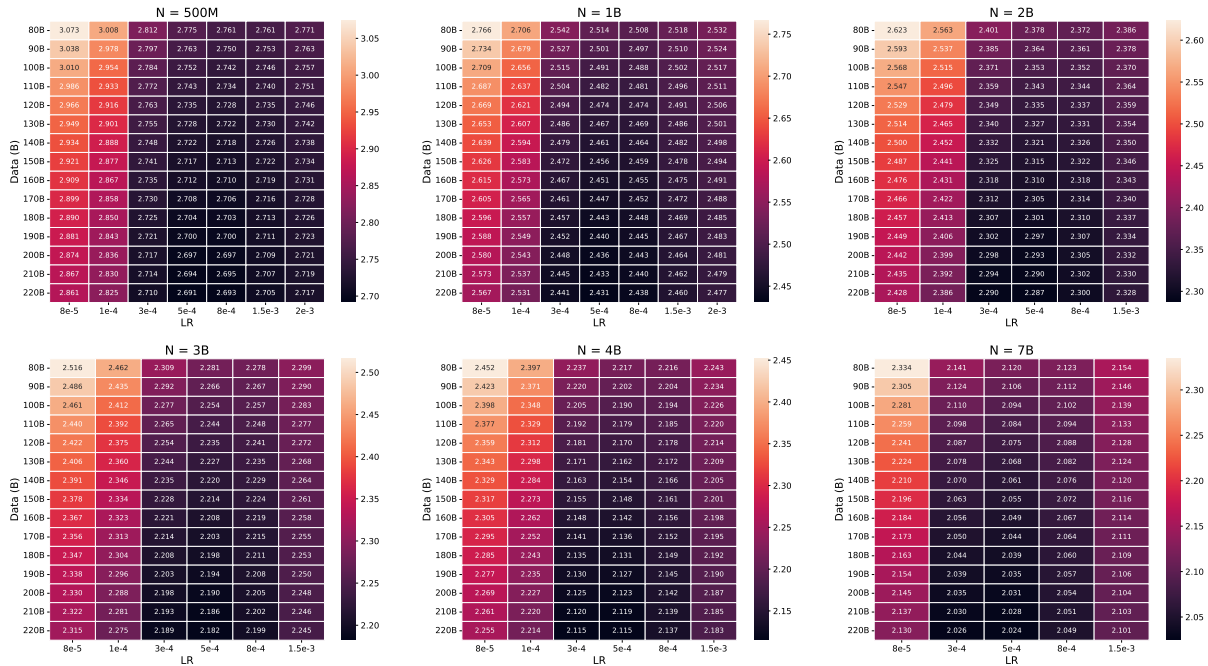 N = 500M
80B 3.073 3.008 2.812 2.775 2.761 2.761 2.771
90B 3.038 2.978 2.797 2.763 2.750 2.753 2.763
100B 3.010 2.954 2.784 2.752 2.742 2.746 2.757
110B 2.986 2.933 2.772 2.743 2.734 2.740 2.751
120B 2.966 2.916 2.763 2.735 2.728 2.735 2.746
130B 2.949 2.901 2.755 2.728 2.722 2.730 2.742
140B 2.934 2.888 2.748 2.722 2.718 2.726 2.738
150B 2.921 2.877 2.741 2.717 2.713 2.722 2.734
160B 2.909 2.867 2.735 2.712 2.710 2.719 2.731
170B 2.899 2.858 2.730 2.708 2.706 2.716 2.728
180B 2.890 2.850 2.725 2.704 2.703 2.713 2.726
190B 2.881 2.843 2.721 2.700 2.700 2.711 2.723
200B 2.874 2.836 2.717 2.697 2.697 2.709 2.721
210B 2.867 2.830 2.714 2.694 2.695 2.707 2.719
220B 2.861 2.825 2.710 2.691 2.693 2.705 2.717
8e-5 1e-4 3e-4 5e-4 8e-4 1.5e-3 2e-3
LR
Data (B)
3.05
3.00
2.95
2.90
2.85
2.80
2.75
2.70
N = 1B
80B 2.766 2.706 2.542 2.514 2.508 2.518 2.532
90B 2.734 2.679 2.527 2.501 2.497 2.510 2.524
100B 2.709 2.656 2.515 2.491 2.488 2.502 2.517
110B 2.687 2.637 2.504 2.482 2.481 2.496 2.511
120B 2.669 2.621 2.494 2.474 2.474 2.491 2.506
130B 2.653 2.607 2.486 2.467 2.469 2.486 2.501
140B 2.639 2.594 2.479 2.461 2.464 2.482 2.498
150B 2.626 2.583 2.472 2.456 2.459 2.478 2.494
160B 2.615 2.573 2.467 2.451 2.455 2.475 2.491
170B 2.605 2.565 2.461 2.447 2.452 2.472 2.488
180B 2.596 2.557 2.457 2.443 2.448 2.469 2.485
190B 2.588 2.549 2.452 2.440 2.445 2.467 2.483
200B 2.580 2.543 2.448 2.436 2.443 2.464 2.481
210B 2.573 2.537 2.445 2.433 2.440 2.462 2.479
220B 2.567 2.531 2.441 2.431 2.438 2.460 2.477
8e-5 1e-4 3e-4 5e-4 8e-4 1.5e-3 2e-3
LR
Data (B)
2.75
2.70
2.65
2.60
2.55
2.50
2.45
N = 2B
80B 2.623 2.563 2.401 2.378 2.372 2.386
90B 2.593 2.537 2.385 2.364 2.361 2.378
100B 2.568 2.515 2.371 2.353 2.352 2.370
110B 2.547 2.496 2.359 2.343 2.344 2.364
120B 2.529 2.479 2.349 2.335 2.337 2.359
130B 2.514 2.465 2.340 2.327 2.331 2.354
140B 2.500 2.452 2.332 2.321 2.326 2.350
150B 2.487 2.441 2.325 2.315 2.322 2.346
160B 2.476 2.431 2.318 2.310 2.318 2.343
170B 2.466 2.422 2.312 2.305 2.314 2.340
180B 2.457 2.413 2.307 2.301 2.310 2.337
190B 2.449 2.406 2.302 2.297 2.307 2.334
200B 2.442 2.399 2.298 2.293 2.305 2.332
210B 2.435 2.392 2.294 2.290 2.302 2.330
220B 2.428 2.386 2.290 2.287 2.300 2.328
8e-5 1e-4 3e-4 5e-4 8e-4 1.5e-3
LR
Data (B)
2.60
2.55
2.50
2.45
2.40
2.35
2.30
N = 3B
80B 2.516 2.462 2.309 2.281 2.278 2.299
90B 2.486 2.435 2.292 2.266 2.267 2.290
100B 2.461 2.412 2.277 2.254 2.257 2.283
110B 2.440 2.392 2.265 2.244 2.248 2.277
120B 2.422 2.375 2.254 2.235 2.241 2.272
130B 2.406 2.360 2.244 2.227 2.235 2.268
140B 2.391 2.346 2.235 2.220 2.229 2.264
150B 2.378 2.334 2.228 2.214 2.224 2.261
160B 2.367 2.323 2.221 2.208 2.219 2.258
170B 2.356 2.313 2.214 2.203 2.215 2.255
180B 2.347 2.304 2.208 2.198 2.211 2.253
190B 2.338 2.296 2.203 2.194 2.208 2.250
200B 2.330 2.288 2.198 2.190 2.205 2.248
210B 2.322 2.281 2.193 2.186 2.202 2.246
220B 2.315 2.275 2.189 2.182 2.199 2.245
8e-5 1e-4 3e-4 5e-4 8e-4 1.5e-3
LR
Data (B)
2.50
2.45
2.40
2.35
2.30
2.25
2.20
N = 4B
80B 2.452 2.397 2.237 2.217 2.216 2.243
90B 2.423 2.371 2.220 2.202 2.204 2.234
100B 2.398 2.348 2.205 2.190 2.194 2.226
110B 2.377 2.329 2.192 2.179 2.185 2.220
120B 2.359 2.312 2.181 2.170 2.178 2.214
130B 2.343 2.298 2.171 2.162 2.172 2.209
140B 2.329 2.284 2.163 2.154 2.166 2.205
150B 2.317 2.273 2.155 2.148 2.161 2.201
160B 2.305 2.262 2.148 2.142 2.156 2.198
170B 2.295 2.252 2.141 2.136 2.152 2.195
180B 2.285 2.243 2.135 2.131 2.149 2.192
190B 2.277 2.235 2.130 2.127 2.145 2.190
200B 2.269 2.227 2.125 2.123 2.142 2.187
210B 2.261 2.220 2.120 2.119 2.139 2.185
220B 2.255 2.214 2.115 2.115 2.137 2.183
8e-5 1e-4 3e-4 5e-4 8e-4 1.5e-3
LR
Data (B)
2.45
2.40
2.35
2.30
2.25
2.20
2.15
N = 7B
80B 2.334 2.141 2.120 2.123 2.154
90B 2.305 2.124 2.106 2.112 2.146
100B 2.281 2.110 2.094 2.102 2.139
110B 2.259 2.098 2.084 2.094 2.133
120B 2.241 2.087 2.075 2.088 2.128
130B 2.224 2.078 2.068 2.082 2.124
140B 2.210 2.070 2.061 2.076 2.120
150B 2.196 2.063 2.055 2.072 2.116
160B 2.184 2.056 2.049 2.067 2.114
170B 2.173 2.050 2.044 2.064 2.111
180B 2.163 2.044 2.039 2.060 2.109
190B 2.154 2.039 2.035 2.057 2.106
200B 2.145 2.035 2.031 2.054 2.104
210B 2.137 2.030 2.028 2.051 2.103
220B 2.130 2.026 2.024 2.049 2.101
8e-5 3e-4 5e-4 8e-4 1.5e-3
LR
Data (B)
2.30
2.25
2.20
2.15
2.10
2.05